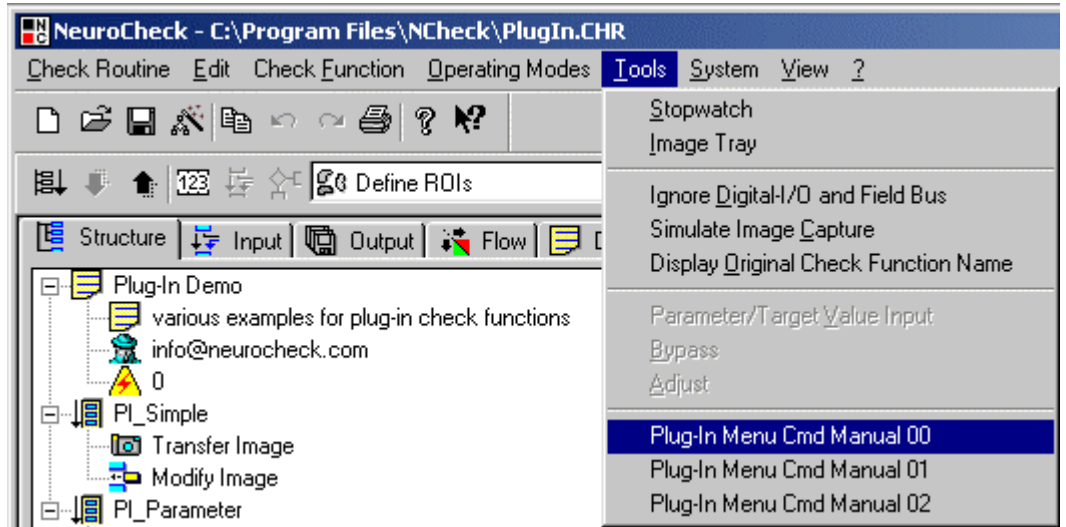 NeuroCheck - C:\Program Files\NCheck\PlugIn.CHR
Check Routine Edit Check Function Operating Modes Tools System View ?
Stopwatch
Image Tray
Ignore Digital-I/O and Field Bus
Simulate Image Capture
Display Original Check Function Name
Parameter/Target Value Input
Bypass
Adjust
Plug-In Menu Cmd Manual 00
Plug-In Menu Cmd Manual 01
Plug-In Menu Cmd Manual 02
123 Define ROIs
Structure Input Output Flow
Plug-In Demo
various examples for plug-in check functions
info@neurocheck.com
0
PI_Simple
Transfer Image
Modify Image
PI_Parameter